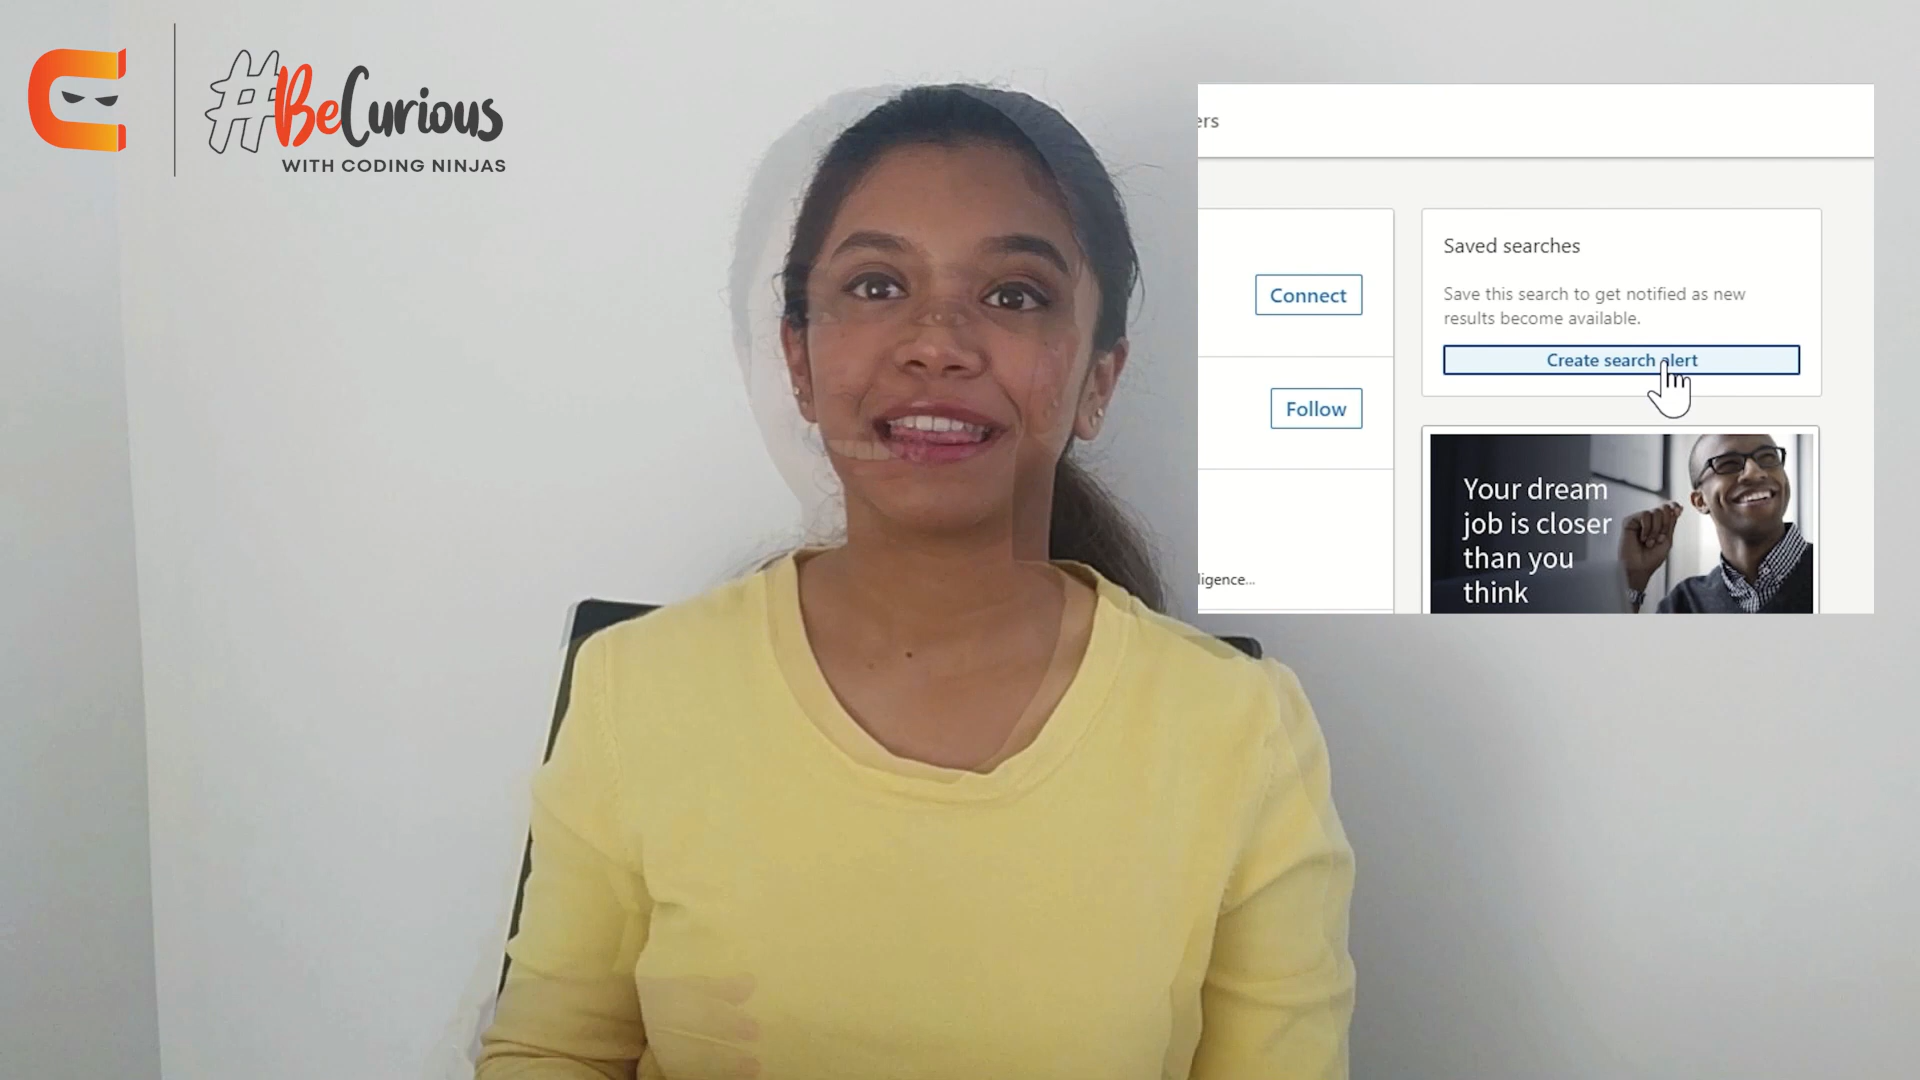 #BeCurious
WITH CODING NINJAS
ers
Saved searches
Save this search to get notified as new
results become available.
Create search alert
Connect
Follow
ligence...
Your dream
job is closer
than you
think